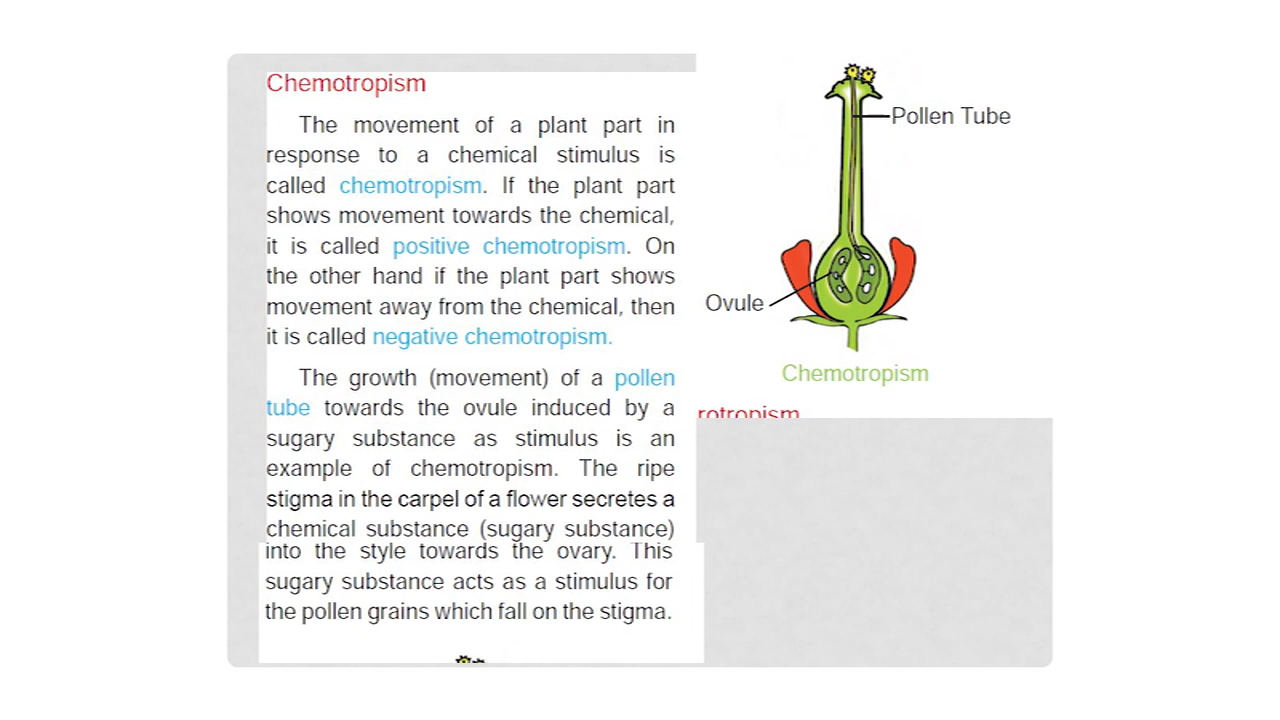 Chemotropism
The movement of a plant part in
response to a chemical stimulus is
called chemotropism. If the plant part
shows movement towards the chemical,
it is called positive chemotropism. On
the other hand if the plant part shows
movement away from the chemical, then
it is called negative chemotropism.
The growth (movement) of a pollen
tube towards the ovule induced by a
sugary substance as stimulus is an
example of chemotropism. The ripe
stigma in the carpel of a flower secretes a
chemical substance (sugary substance)
into the style towards the ovary. This
sugary substance acts as a stimulus for
the pollen grains which fall on the stigma.
Pollen Tube
Ovule
Chemotropism
rotropism